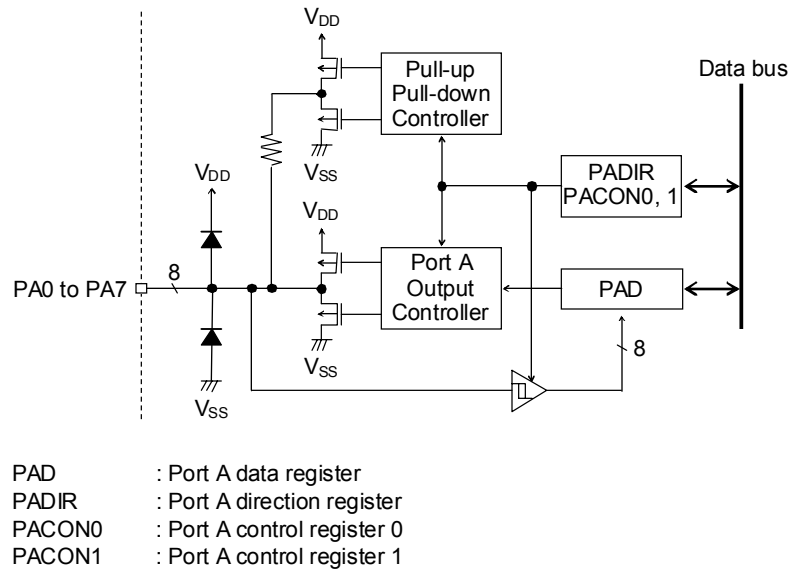 VDD
Pull-up
Pull-down
Controller
Data bus
VDD
VSS
PADIR
PACON0, 1
VDD
PA0 to PA7
8
Port A
Output
Controller
PAD
8
VSS
VSS
PAD : Port A data register
PADIR : Port A direction register
PACON0 : Port A control register 0
PACON1 : Port A control register 1